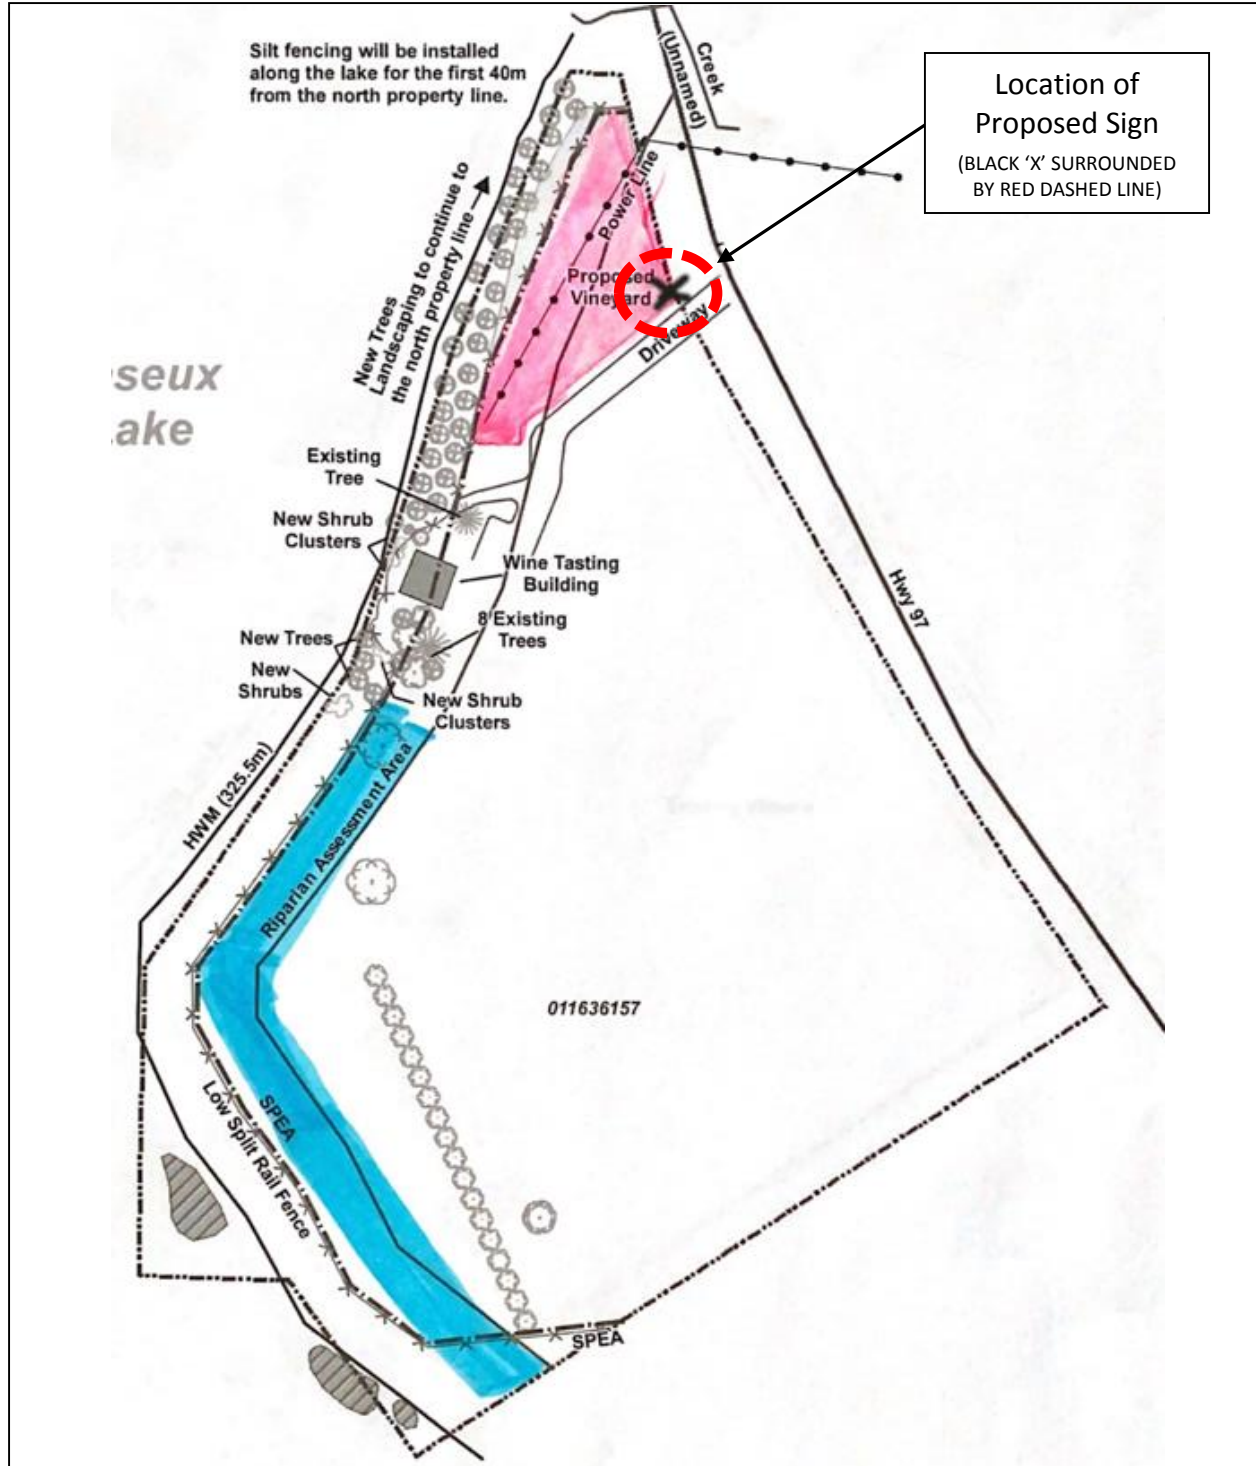 Silt fencing will be installed
along the lake for the first 40m
from the north property line.
Creek
(Unnamed)
Location of
Proposed Sign
(BLACK ‘X’ SURROUNDED
BY RED DASHED LINE)
New Trees
Landscaping to continue to
the north property line
Power Line
Proposed
Vineyard
Driveway
seux
ake
Existing
Tree
New Shrub
Clusters
Wine Tasting
Building
Hwy 97
8 Existing
Trees
New Trees
New
Shrubs
New Shrub
Clusters
HWM (325.5m)
Riparian Assessment Area
011636157
SPEA
Low Split Rail Fence
SPEA